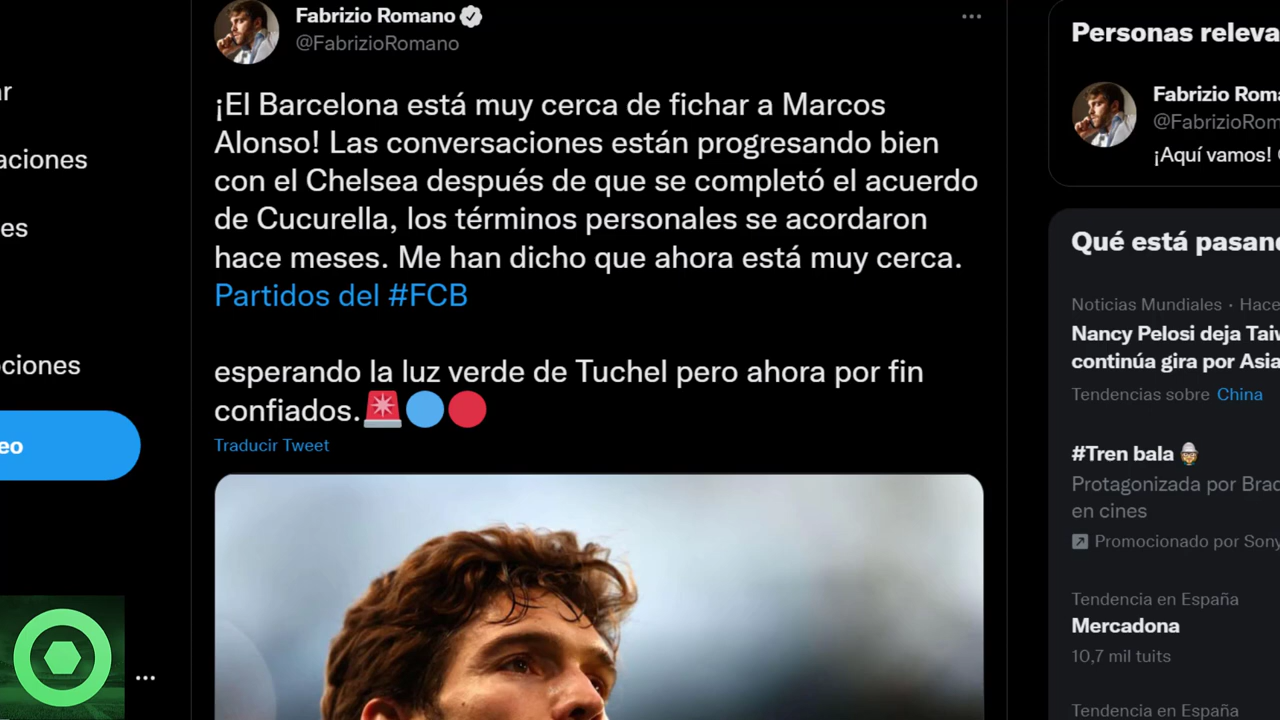 Fabrizio Romano
@FabrizioRomano
¡El Barcelona está muy cerca de fichar a Marcos
Alonso! Las conversaciones están progresando bien
con el Chelsea después de que se completó el acuerdo
de Cucurella, los términos personales se acordaron
hace meses. Me han dicho que ahora está muy cerca.
Partidos del #FCB
esperando la luz verde de Tuchel pero ahora por fin
confiados.🚨🔵🔴
Traducir Tweet
ar
aciones
es
ociones
eo
...
Personas releva
Fabrizio Roma
@FabrizioRom
¡Aquí vamos!
Qué está pasand
Noticias Mundiales · Hace
Nancy Pelosi deja Taiw
continúa gira por Asia
Tendencias sobre China
#Tren bala
Protagonizada por Brad
en cines
Promocionado por Sony
Tendencia en España
Mercadona
10,7 mil tuits
Tendencia en España